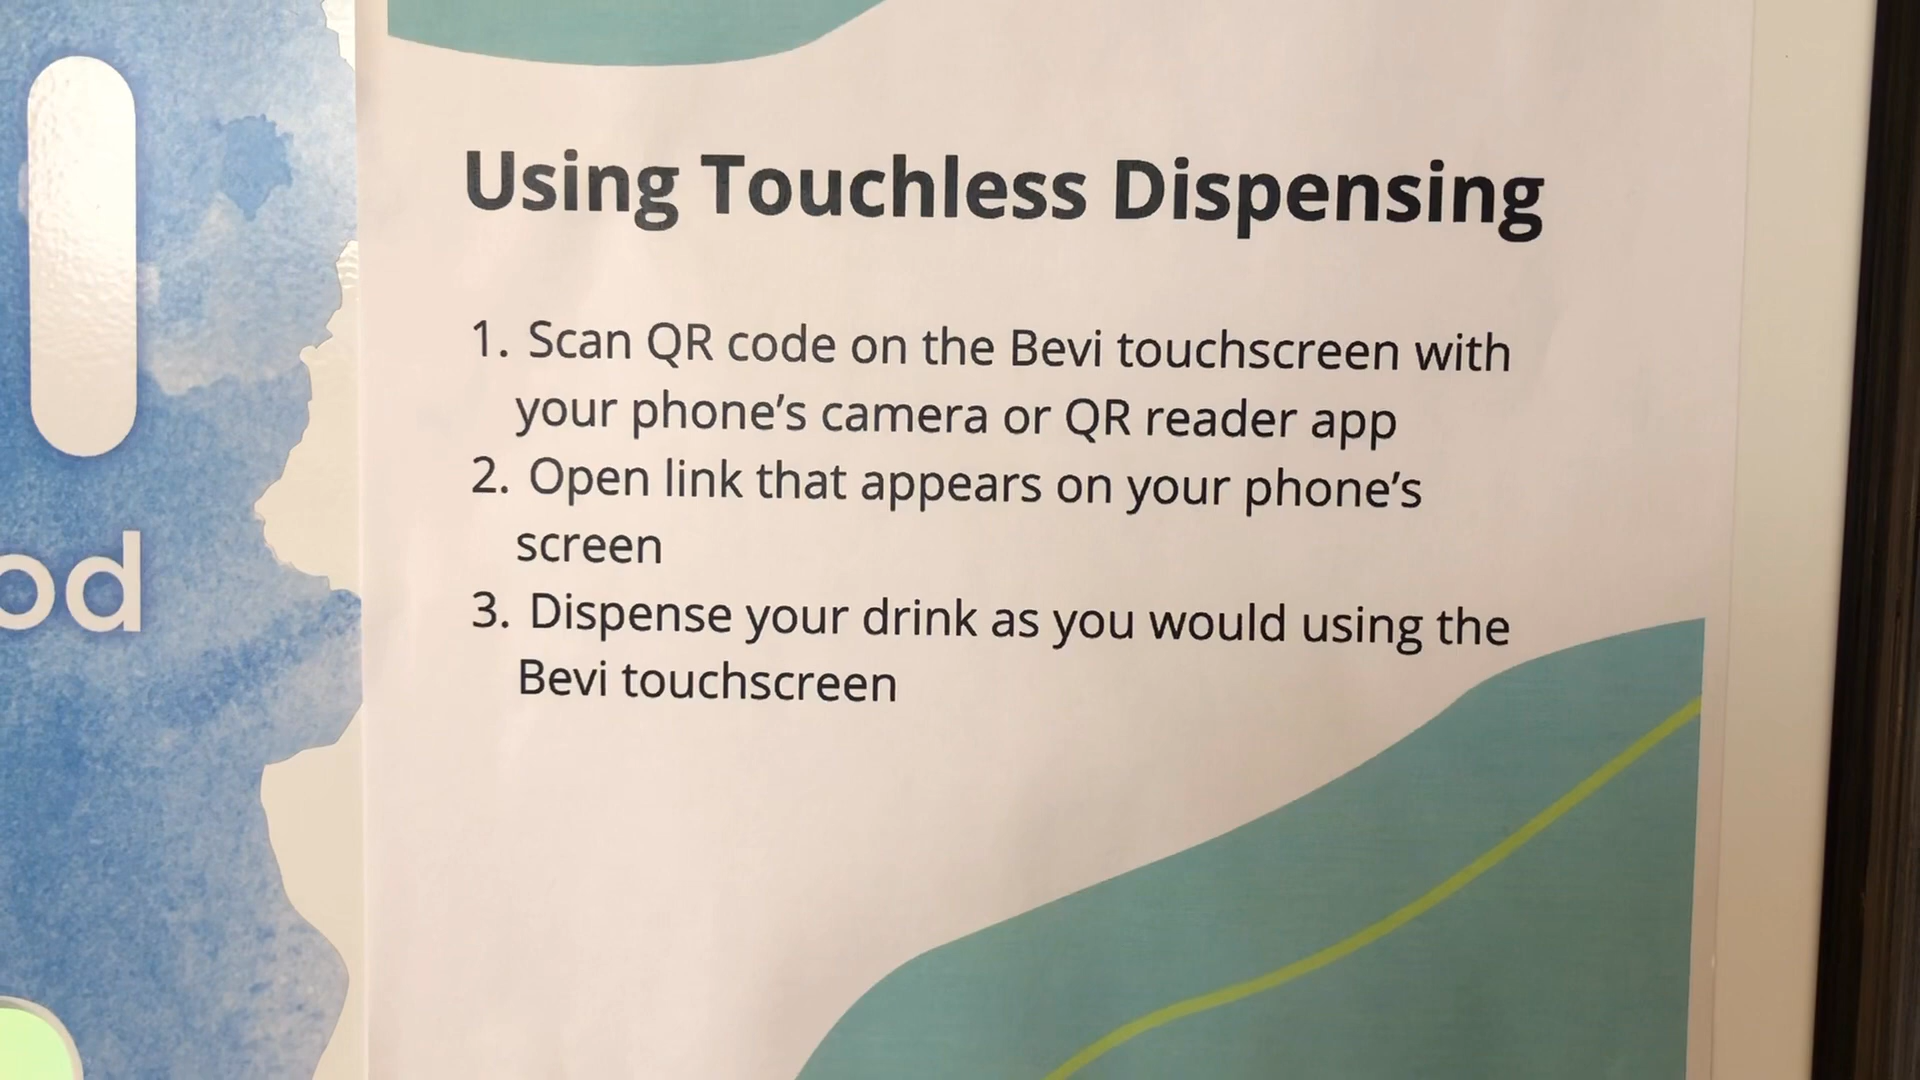 Using Touchless Dispensing
1. Scan QR code on the Bevi touchscreen with
your phone’s camera or QR reader app
2. Open link that appears on your phone’s
screen
3. Dispense your drink as you would using the
Bevi touchscreen
od